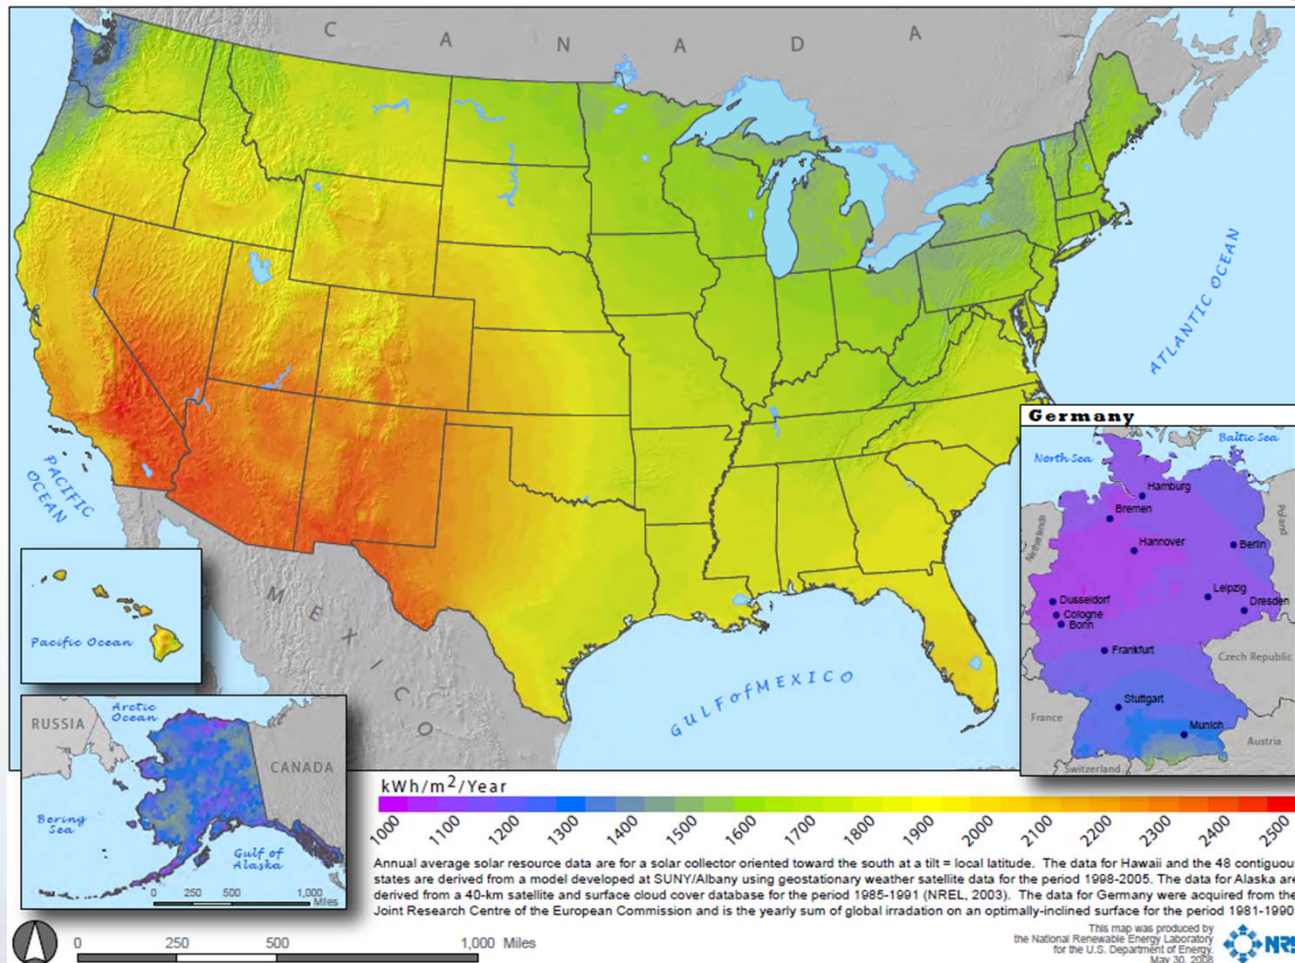 C A N A D A
ATLANTIC OCEAN
PACIFIC
OCEAN
MEXICO
GULF of MEXICO
Pacific Ocean
RUSSIA
Arctic
Ocean
CANADA
Bering
Sea
Gulf of
Alaska
0 250 500 1,000
Miles
Germany
North Sea
Baltic Sea
Hamburg
Bremen
Netherlands
Poland
Hannover
Berlin
Leipzig
Dusseldorf
Dresden
Cologne
Bonn
Frankfurt
Czech Republic
Stuttgart
France
Munich
Austria
Switzerland
kWh/m²/Year
1000 1100 1200 1300 1400 1500 1600 1700 1800 1900 2000 2100 2200 2300 2400 2500
Annual average solar resource data are for a solar collector oriented toward the south at a tilt = local latitude. The data for Hawaii and the 48 contiguou
states are derived from a model developed at SUNY/Albany using geostationary weather satellite data for the period 1998-2005. The data for Alaska are
derived from a 40-km satellite and surface cloud cover database for the period 1985-1991 (NREL, 2003). The data for Germany were acquired from the
Joint Research Centre of the European Commission and is the yearly sum of global irradation on an optimally-inclined surface for the period 1981-1990
This map was produced by
the National Renewable Energy Laboratory
for the U.S. Department of Energy.
May 30, 2008
0 250 500 1,000 Miles